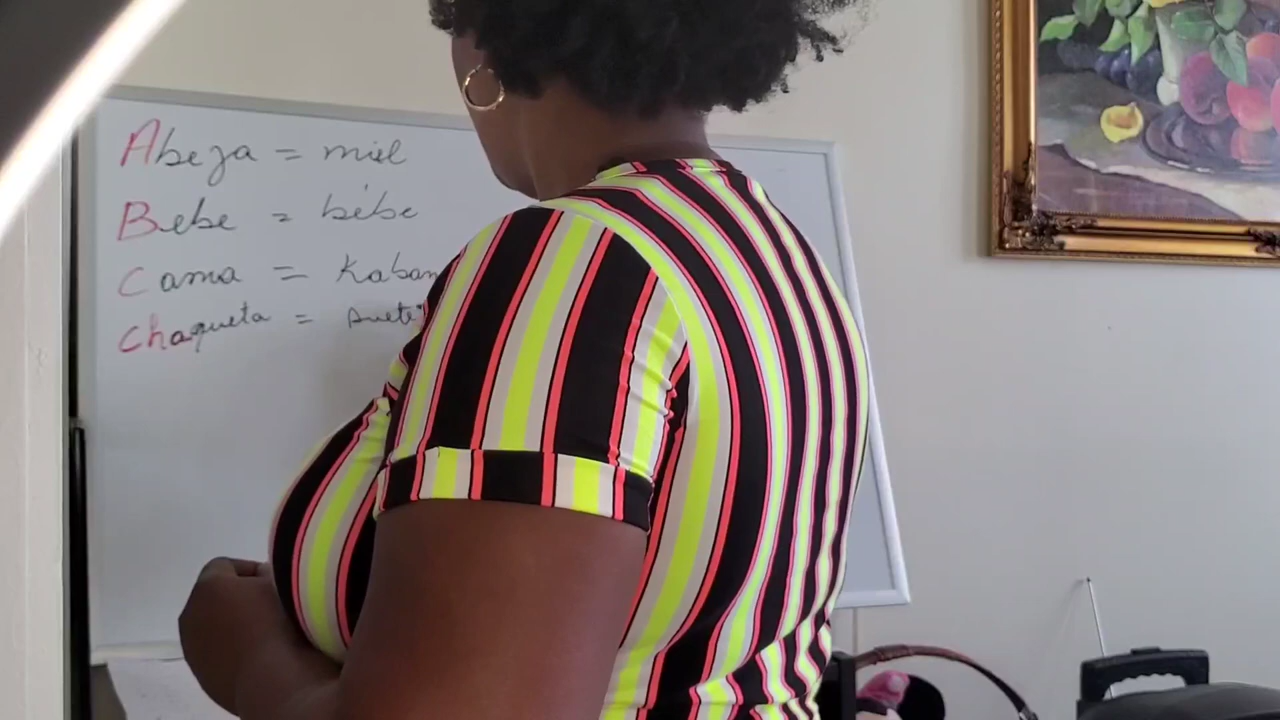 Abeja = miel
Bebe = bébe
Cama = Kaban
Chaqueta =